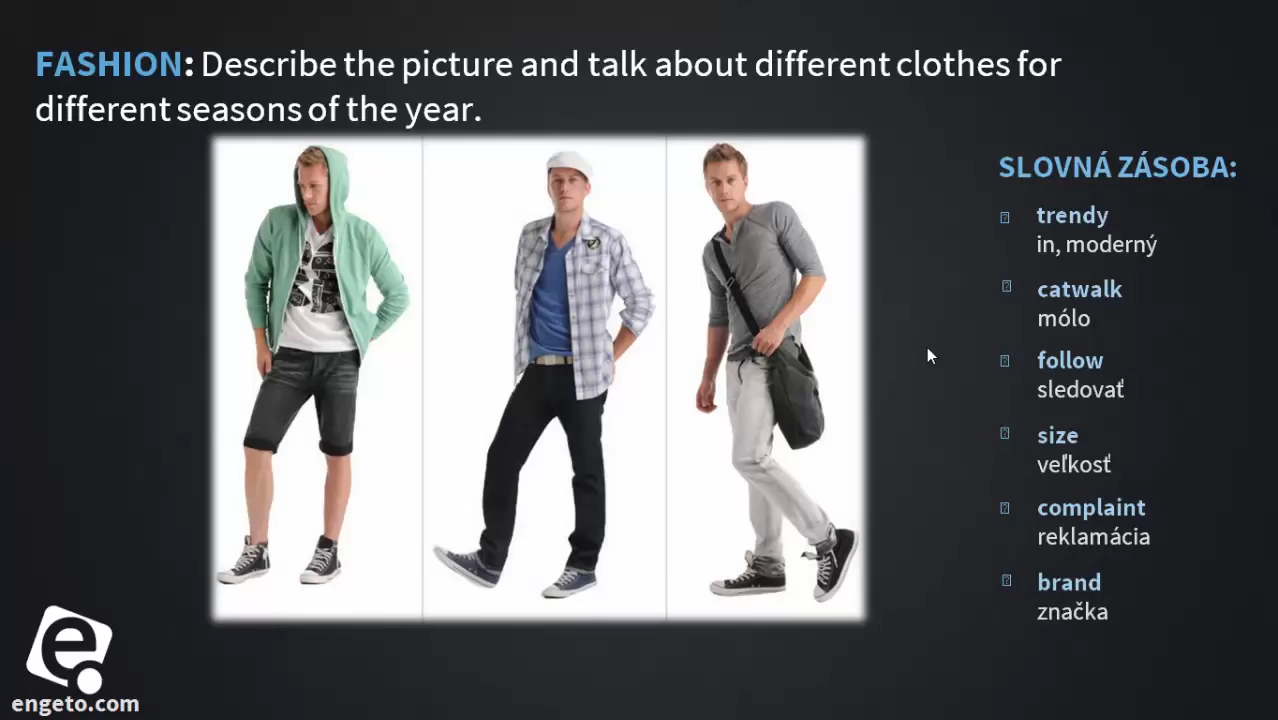 FASHION: Describe the picture and talk about different clothes for
different seasons of the year.
SLOVNÁ ZÁSOBA:
trendy
in, moderný
catwalk
mólo
follow
sledovať
size
veľkosť
complaint
reklamácia
brand
značka
e
engeto.com